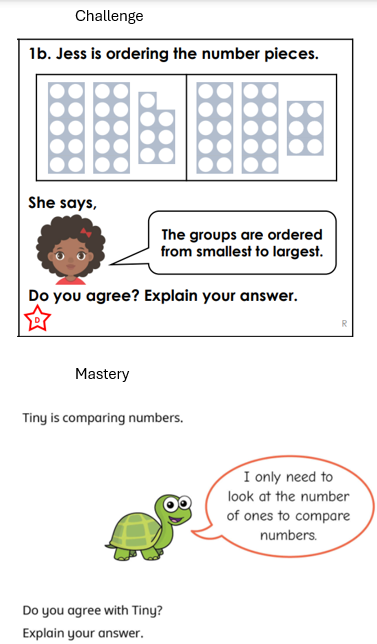 Challenge
1b. Jess is ordering the number pieces.
She says,
The groups are ordered
from smallest to largest.
Do you agree? Explain your answer.
D
R
Mastery
Tiny is comparing numbers.
I only need to
look at the number
of ones to compare
numbers.
Do you agree with Tiny?
Explain your answer.